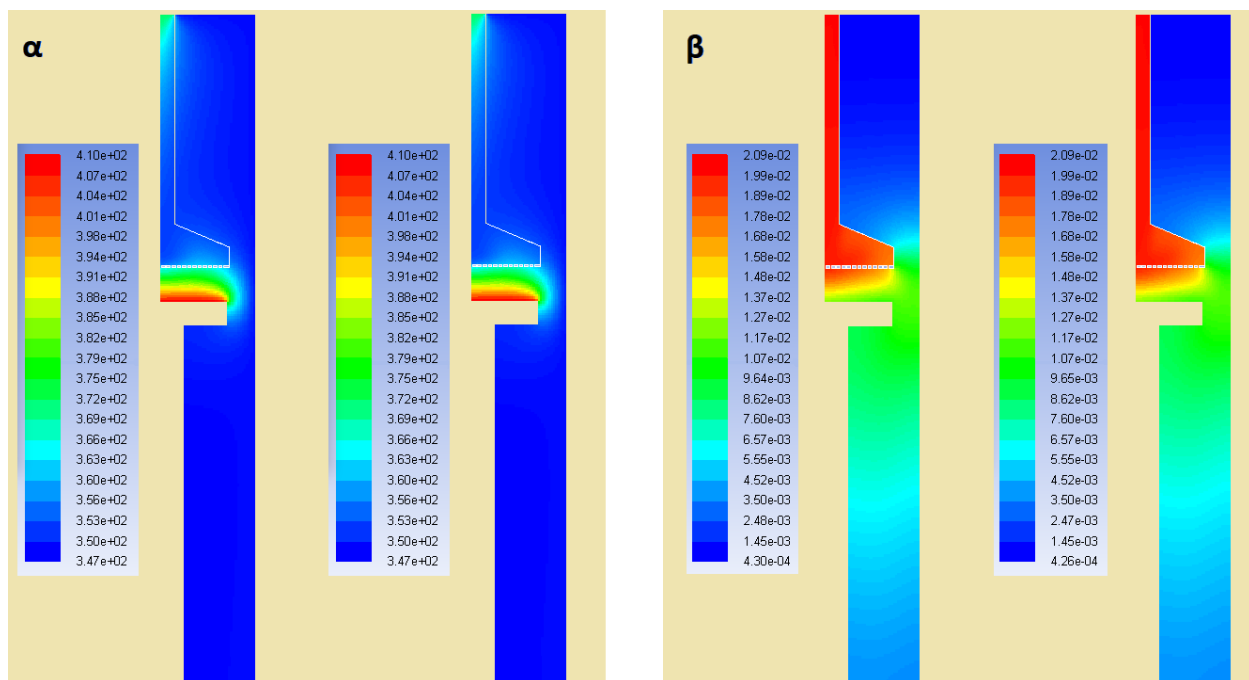 α
4.10e+02
4.07e+02
4.04e+02
4.01e+02
3.98e+02
3.94e+02
3.91e+02
3.88e+02
3.85e+02
3.82e+02
3.79e+02
3.75e+02
3.72e+02
3.69e+02
3.66e+02
3.63e+02
3.60e+02
3.56e+02
3.53e+02
3.50e+02
3.47e+02
4.10e+02
4.07e+02
4.04e+02
4.01e+02
3.98e+02
3.94e+02
3.91e+02
3.88e+02
3.85e+02
3.82e+02
3.79e+02
3.75e+02
3.72e+02
3.69e+02
3.66e+02
3.63e+02
3.60e+02
3.56e+02
3.53e+02
3.50e+02
3.47e+02
β
2.09e-02
1.99e-02
1.89e-02
1.78e-02
1.68e-02
1.58e-02
1.48e-02
1.37e-02
1.27e-02
1.17e-02
1.07e-02
9.64e-03
8.62e-03
7.60e-03
6.57e-03
5.55e-03
4.52e-03
3.50e-03
2.48e-03
1.45e-03
4.30e-04
2.09e-02
1.99e-02
1.89e-02
1.78e-02
1.68e-02
1.58e-02
1.48e-02
1.37e-02
1.27e-02
1.17e-02
1.07e-02
9.65e-03
8.62e-03
7.60e-03
6.57e-03
5.55e-03
4.52e-03
3.50e-03
2.47e-03
1.45e-03
4.26e-04